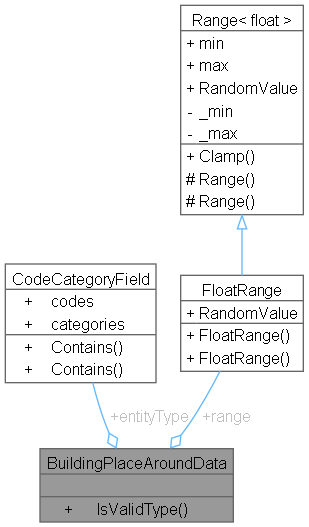 Range< float >
+ min
+ max
+ RandomValue
- _min
- _max
+ Clamp()
# Range()
# Range()
CodeCategoryField
+ codes
+ categories
+ Contains()
+ Contains()
FloatRange
+ RandomValue
+ FloatRange()
+ FloatRange()
+entityType
+range
BuildingPlaceAroundData
+ IsValidType()